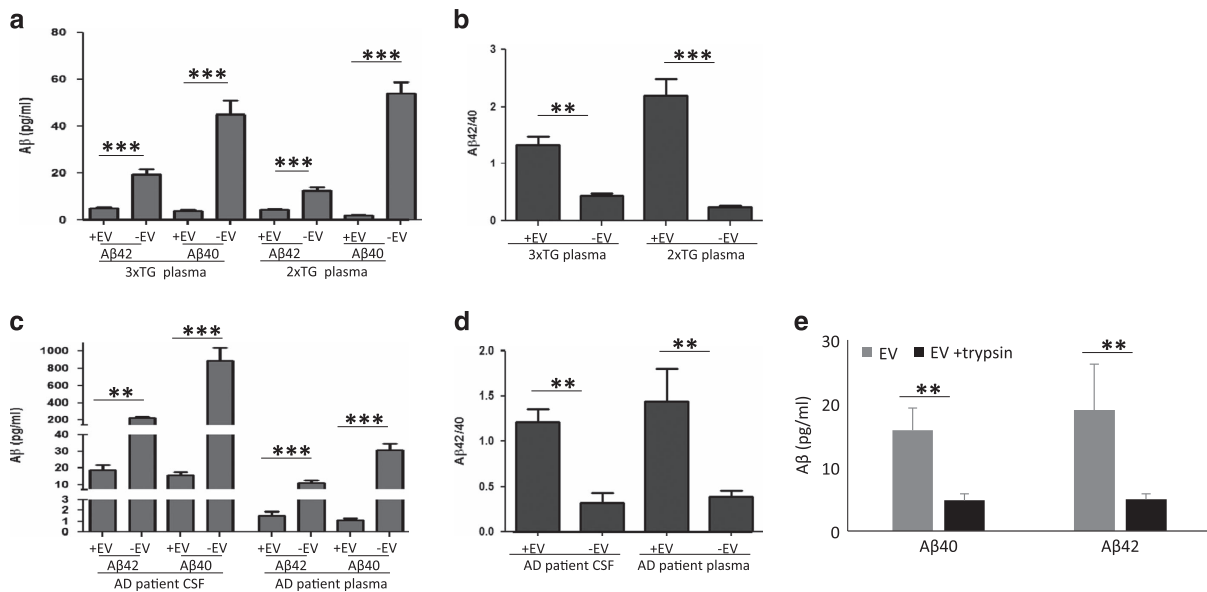 a
80
60
40
20
0
Aβ (pg/ml)
*** *** *** ***
+EV -EV +EV -EV +EV -EV +EV -EV
Aβ42 Aβ40 Aβ42 Aβ40
3xTG plasma 2xTG plasma
b
3
2
1
0
Aβ42/40
** ***
+EV -EV +EV -EV
3xTG plasma 2xTG plasma
c
1000
800
600
400
200
40
30
20
10
3
2
1
0
Aβ (pg/ml)
** *** *** ***
+EV -EV +EV -EV +EV -EV +EV -EV
Aβ42 Aβ40 Aβ42 Aβ40
AD patient CSF AD patient plasma
d
2.0
1.5
1.0
0.5
0.0
Aβ42/40
** **
+EV -EV +EV -EV
AD patient CSF AD patient plasma
e
30
20
10
0
Aβ (pg/ml)
EV EV +trypsin
** **
Aβ40 Aβ42